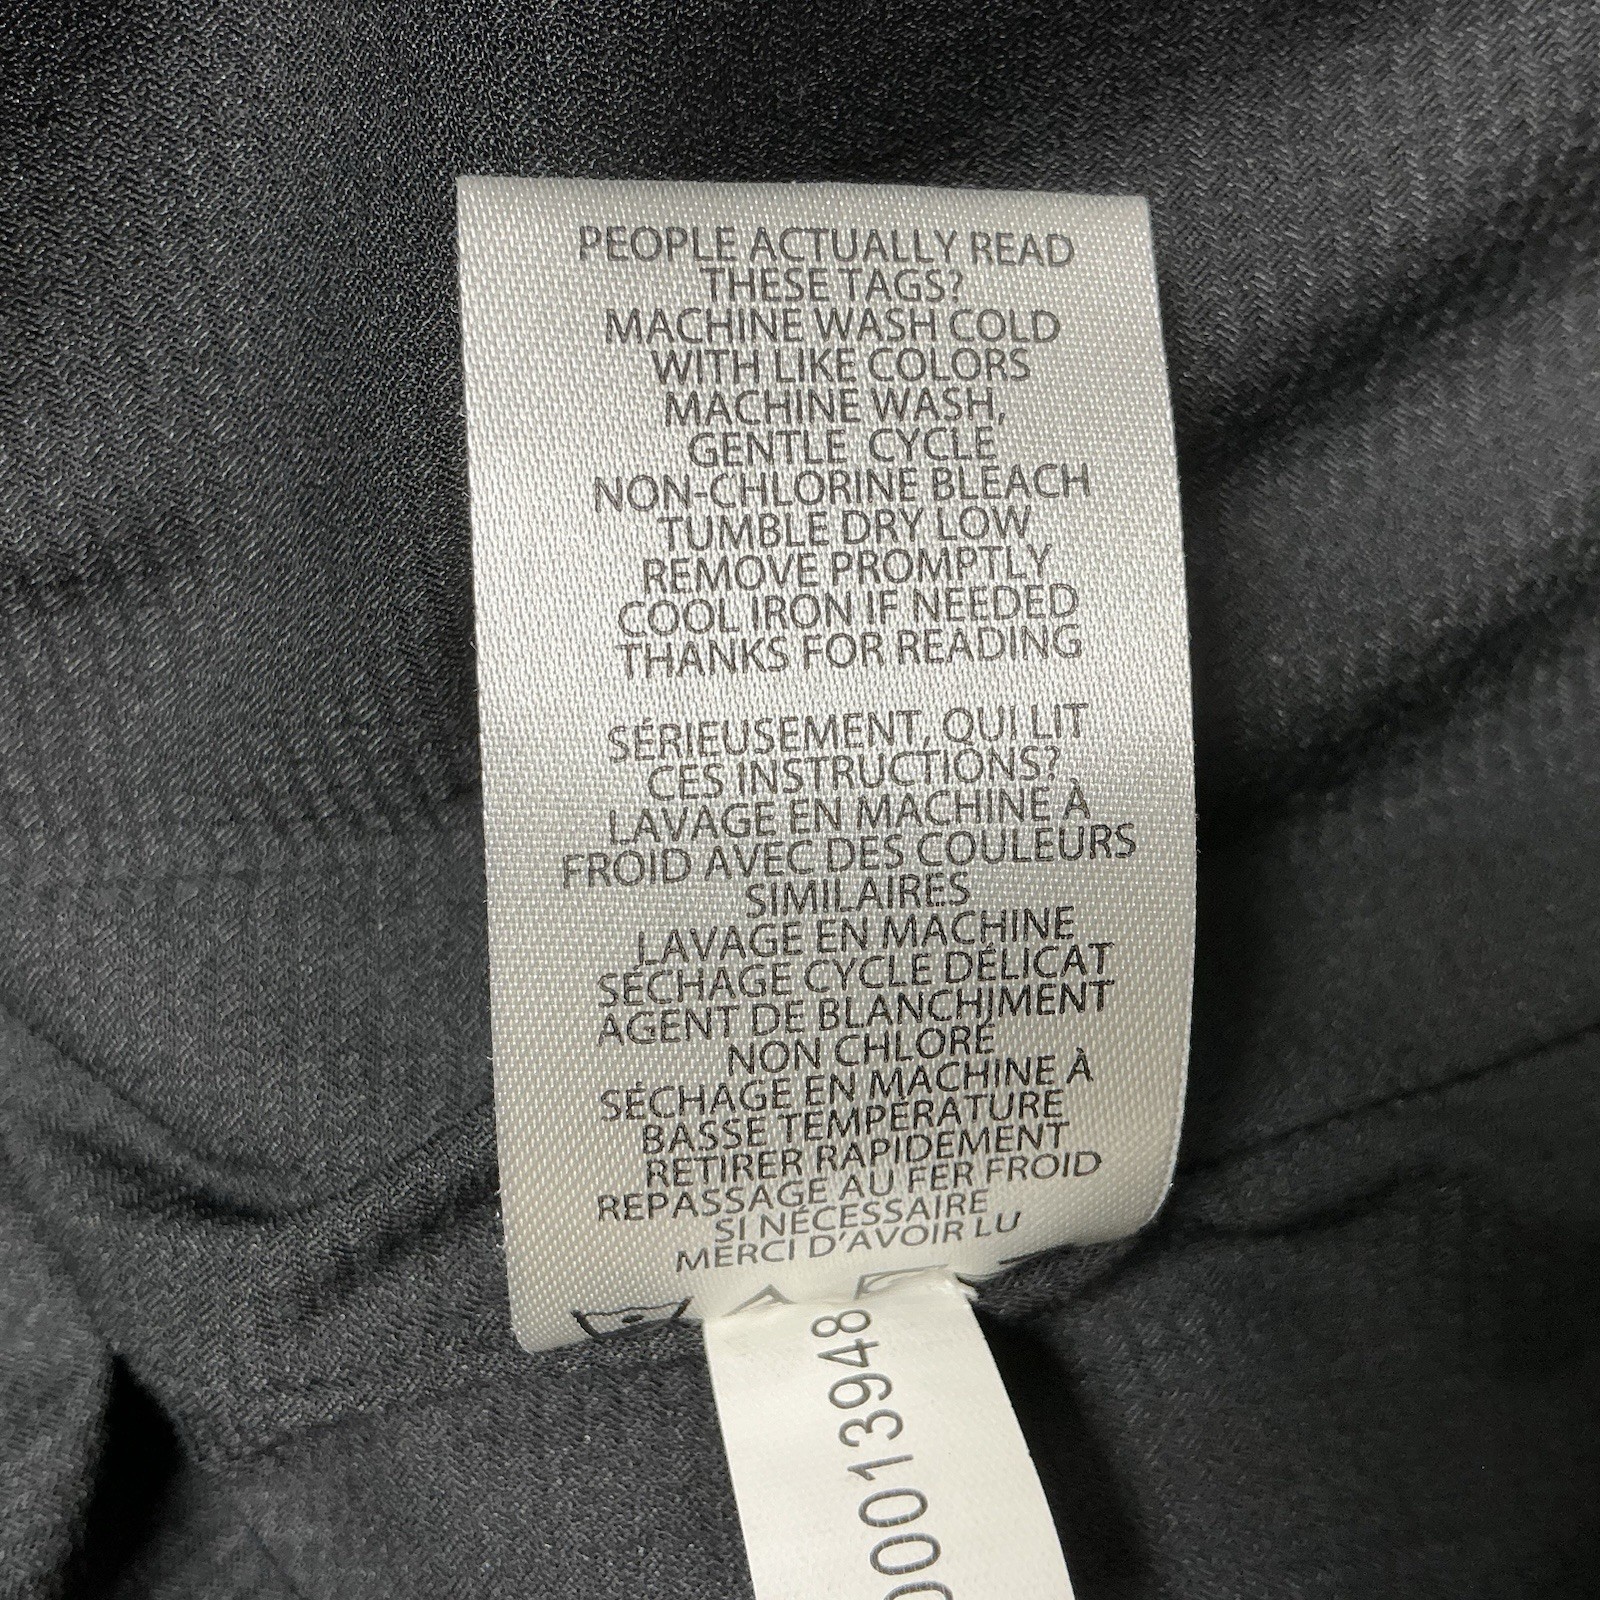 PEOPLE ACTUALLY READ
THESE TAGS?
MACHINE WASH COLD
WITH LIKE COLORS
MACHINE WASH,
GENTLE CYCLE
NON-CHLORINE BLEACH
TUMBLE DRY LOW
REMOVE PROMPTLY
COOL IRON IF NEEDED
THANKS FOR READING
SÉRIEUSEMENT, QUI LIT
CES INSTRUCTIONS?
LAVAGE EN MACHINE À
FROID AVEC DES COULEURS
SIMILAIRES
LAVAGE EN MACHINE
SÉCHAGE CYCLE DÉLICAT
AGENT DE BLANCHIMENT
NON CHLORÉ
SÉCHAGE EN MACHINE À
BASSE TEMPÉRATURE
RETIRER RAPIDEMENT
REPASSAGE AU FER FROID
SI NÉCESSAIRE
MERCI D'AVOIR LU
00013948